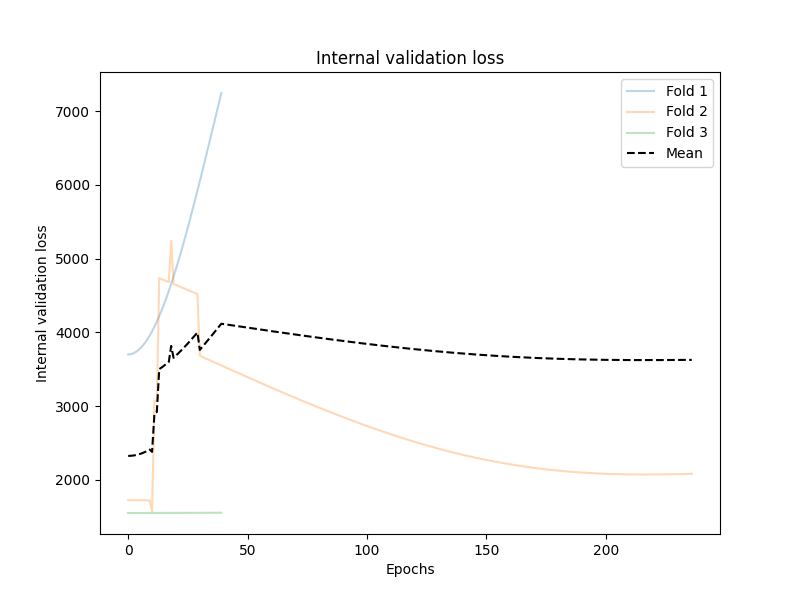 Internal validation loss
Fold 1
Fold 2
Fold 3
Mean
7000
6000
5000
4000
3000
2000
Internal validation loss
0
50
100
150
200
Epochs